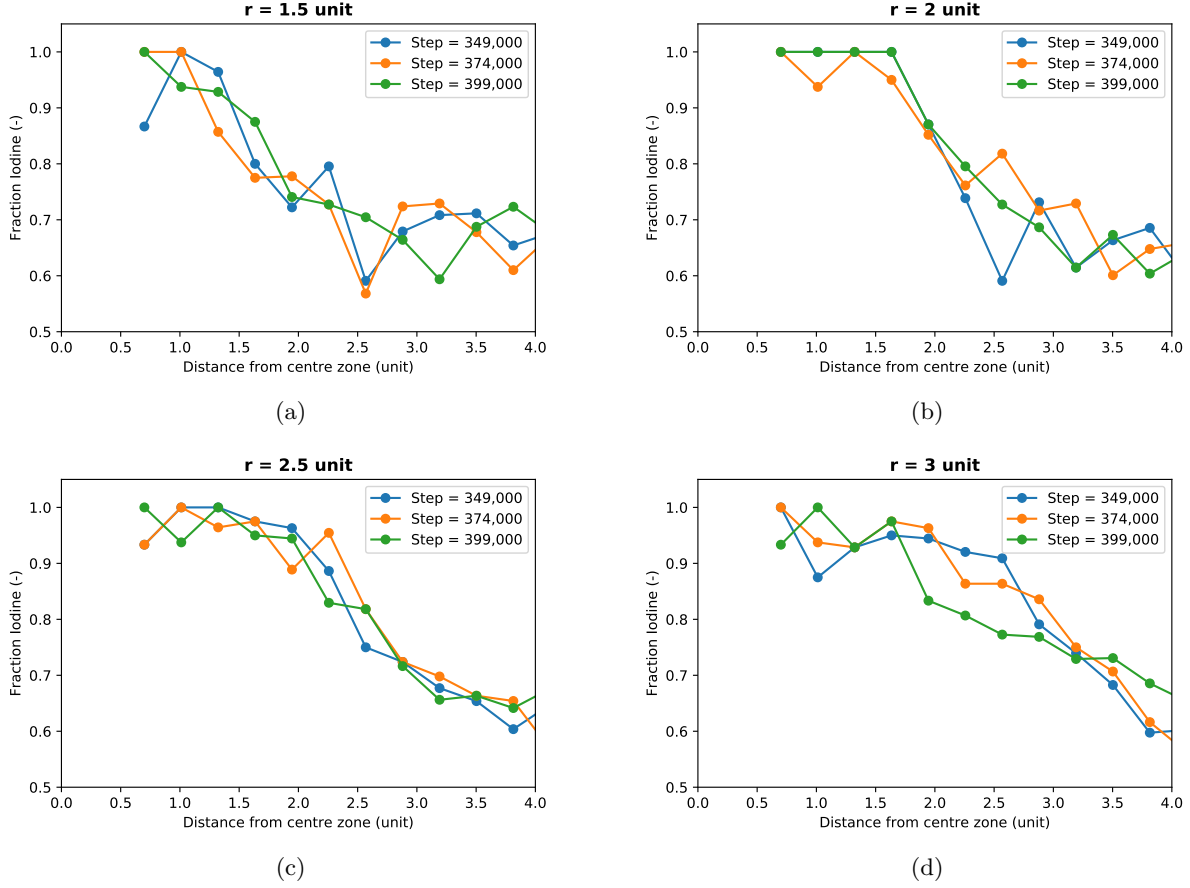 r = 1.5 unit
Fraction Iodine (-)
1.0
0.9
0.8
0.7
0.6
0.5
Step = 349,000
Step = 374,000
Step = 399,000
0.0 0.5 1.0 1.5 2.0 2.5 3.0 3.5 4.0
Distance from centre zone (unit)
(a)
r = 2 unit
Fraction Iodine (-)
1.0
0.9
0.8
0.7
0.6
0.5
Step = 349,000
Step = 374,000
Step = 399,000
0.0 0.5 1.0 1.5 2.0 2.5 3.0 3.5 4.0
Distance from centre zone (unit)
(b)
r = 2.5 unit
Fraction Iodine (-)
1.0
0.9
0.8
0.7
0.6
0.5
Step = 349,000
Step = 374,000
Step = 399,000
0.0 0.5 1.0 1.5 2.0 2.5 3.0 3.5 4.0
Distance from centre zone (unit)
(c)
r = 3 unit
Fraction Iodine (-)
1.0
0.9
0.8
0.7
0.6
0.5
Step = 349,000
Step = 374,000
Step = 399,000
0.0 0.5 1.0 1.5 2.0 2.5 3.0 3.5 4.0
Distance from centre zone (unit)
(d)